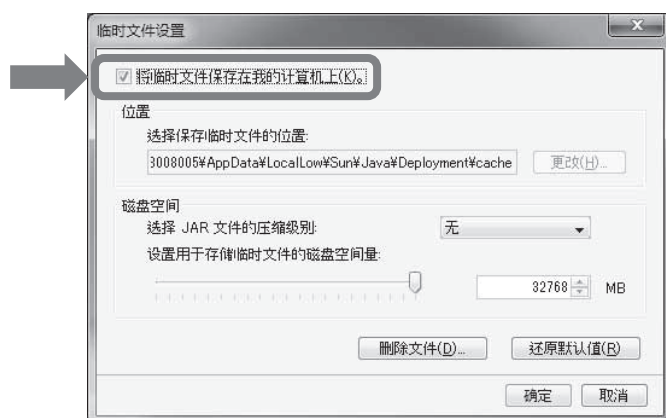 临时文件设置
将临时文件保存在我的计算机上(K)。
位置
选择保存临时文件的位置:
3008005¥AppData¥LocalLow¥Sun¥Java¥Deployment¥cache 更改(H)...
磁盘空间
选择 JAR 文件的压缩级别: 无
设置用于存储临时文件的磁盘空间量:
32768 MB
删除文件(D)... 还原默认值(R)
确定 取消